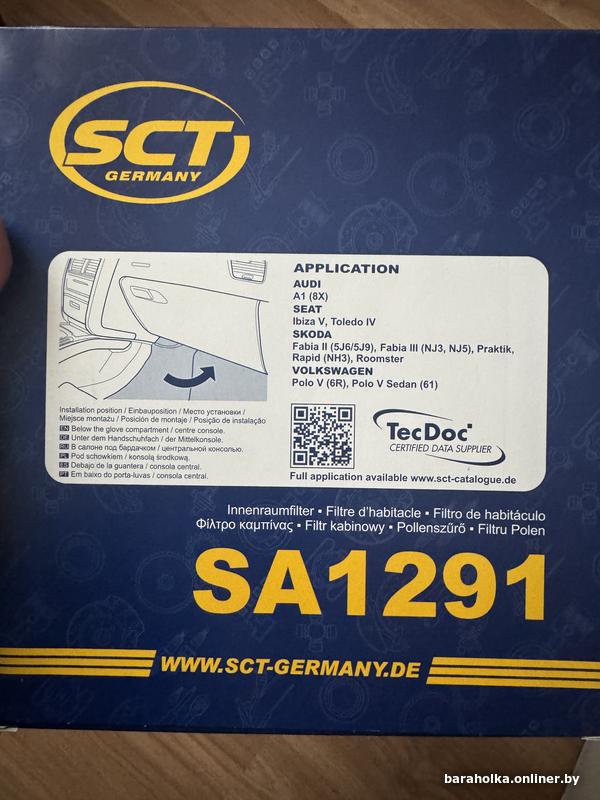 SCT
GERMANY
APPLICATION
AUDI
A1 (8X)
SEAT
Ibiza V, Toledo IV
SKODA
Fabia II (5J6/5J9), Fabia III (NJ3, NJ5), Praktik,
Rapid (NH3), Roomster
VOLKSWAGEN
Polo V (6R), Polo V Sedan (61)
Installation position / Einbauposition / Место установки /
Miejsce montażu / Posición de montaje / Posição de instalação
EN Below the glove compartment / centre console.
DE Unter dem Handschuhfach / der Mittelkonsole.
RU В салоне под бардачком / центральной консолью.
PL Pod schowkiem / konsolą środkową.
ES Debajo de la guantera / consola central.
PT Em baixo do porta-luvas / consola central.
TecDoc
CERTIFIED DATA SUPPLIER
Full application available www.sct-catalogue.de
Innenraumfilter • Filtre d'habitacle • Filtro de habitáculo
Φίλτρο καμπίνας • Filtr kabinowy • Pollenszűrő • Filtru Polen
SA1291
WWW.SCT-GERMANY.DE
baraholka.onliner.by